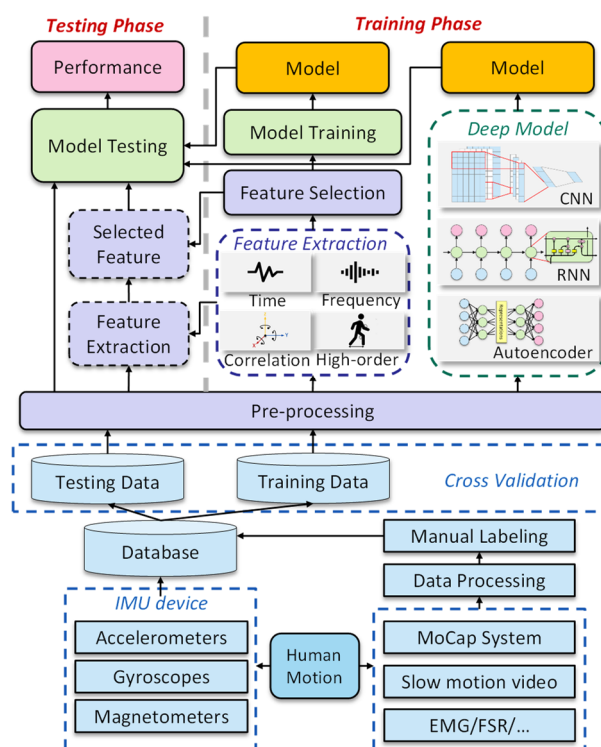 Testing Phase
Training Phase
Performance
Model
Model
Model Testing
Model Training
Deep Model
CNN
Feature Selection
Selected
Feature
Feature Extraction
RNN
Time
Frequency
Feature
Extraction
Correlation
High-order
Representations
Autoencoder
Pre-processing
Testing Data
Training Data
Cross Validation
Database
Manual Labeling
Data Processing
IMU device
Accelerometers
Gyroscopes
Magnetometers
Human
Motion
MoCap System
Slow motion video
EMG/FSR/...